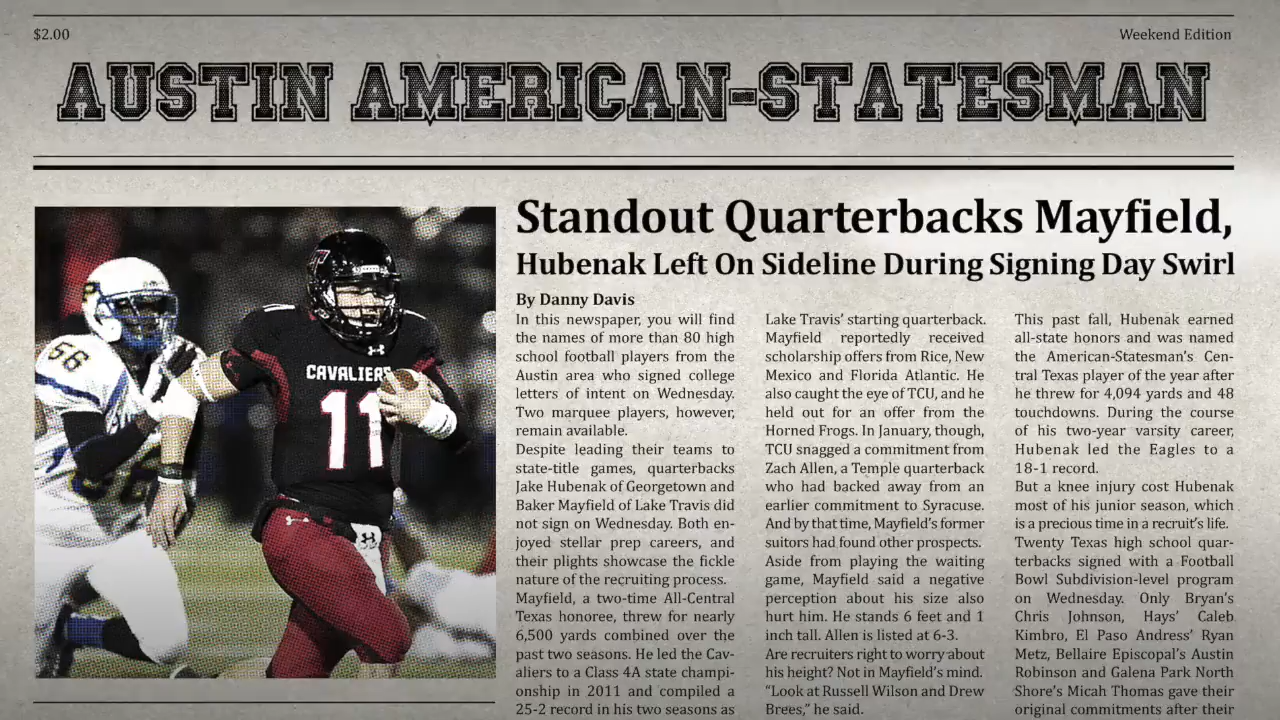 $2.00
Weekend Edition
AUSTIN AMERICAN-STATESMAN
Standout Quarterbacks Mayfield,
Hubenak Left On Sideline During Signing Day Swirl
By Danny Davis
In this newspaper, you will find
the names of more than 80 high
school football players from the
Austin area who signed college
letters of intent on Wednesday.
Two marquee players, however,
remain available.
Despite leading their teams to
state-title games, quarterbacks
Jake Hubenak of Georgetown and
Baker Mayfield of Lake Travis did
not sign on Wednesday. Both en-
joyed stellar prep careers, and
their plights showcase the fickle
nature of the recruiting process.
Mayfield, a two-time All-Central
Texas honoree, threw for nearly
6,500 yards combined over the
past two seasons. He led the Cav-
aliers to a Class 4A state champi-
onship in 2011 and compiled a
25-2 record in his two seasons as
Lake Travis’ starting quarterback.
Mayfield reportedly received
scholarship offers from Rice, New
Mexico and Florida Atlantic. He
also caught the eye of TCU, and he
held out for an offer from the
Horned Frogs. In January, though,
TCU snagged a commitment from
Zach Allen, a Temple quarterback
who had backed away from an
earlier commitment to Syracuse.
And by that time, Mayfield’s former
suitors had found other prospects.
Aside from playing the waiting
game, Mayfield said a negative
perception about his size also
hurt him. He stands 6 feet and 1
inch tall. Allen is listed at 6-3.
Are recruiters right to worry about
his height? Not in Mayfield’s mind.
“Look at Russell Wilson and Drew
Brees,” he said.
This past fall, Hubenak earned
all-state honors and was named
the American-Statesman’s Cen-
tral Texas player of the year after
he threw for 4,094 yards and 48
touchdowns. During the course
of his two-year varsity career,
Hubenak led the Eagles to a
18-1 record.
But a knee injury cost Hubenak
most of his junior season, which
is a precious time in a recruit’s life.
Twenty Texas high school quar-
terbacks signed with a Football
Bowl Subdivision-level program
on Wednesday. Only Bryan’s
Chris Johnson, Hays’ Caleb
Kimbro, El Paso Andress’ Ryan
Metz, Bellaire Episcopal’s Austin
Robinson and Galena Park North
Shore’s Micah Thomas gave their
original commitments after their
56
CAVALIERS
11